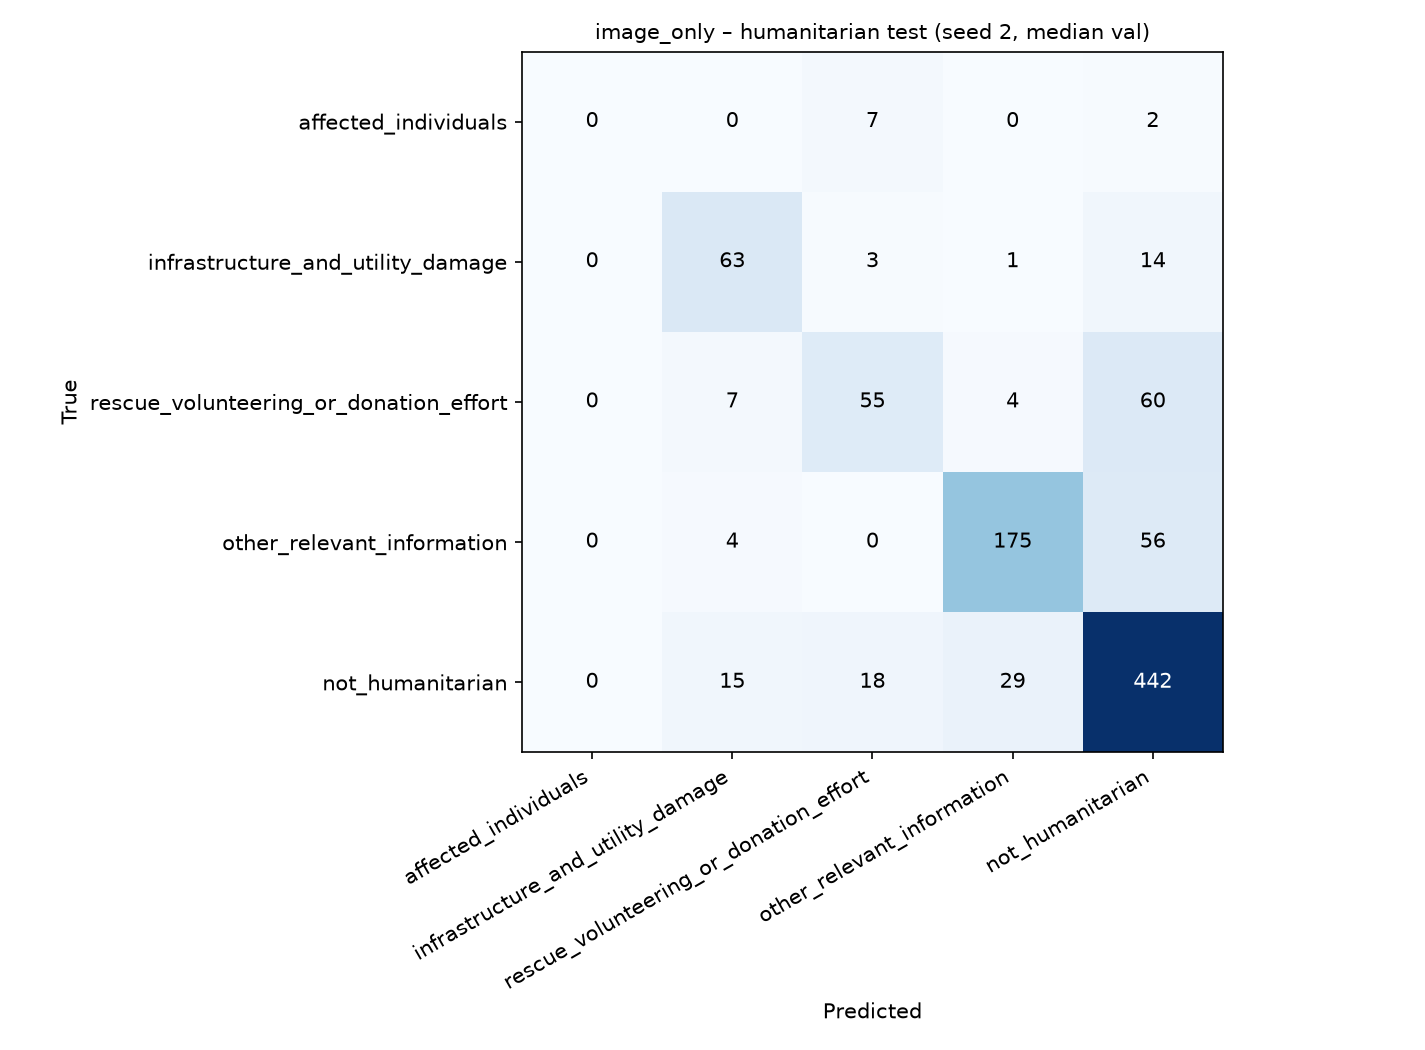 image_only – humanitarian test (seed 2, median val)
affected_individuals 0 0 7 0 2
infrastructure_and_utility_damage 0 63 3 1 14
rescue_volunteering_or_donation_effort 0 7 55 4 60
True
other_relevant_information 0 4 0 175 56
not_humanitarian 0 15 18 29 442
affected_individuals
infrastructure_and_utility_damage
rescue_volunteering_or_donation_effort
other_relevant_information
not_humanitarian
Predicted